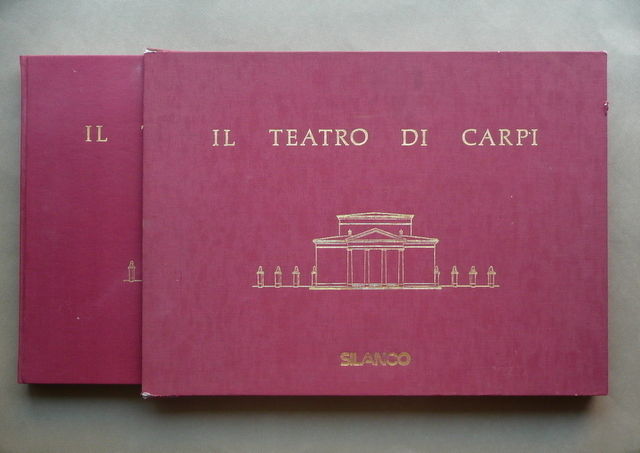 IL
IL TEATRO DI CARPI
SILANCO